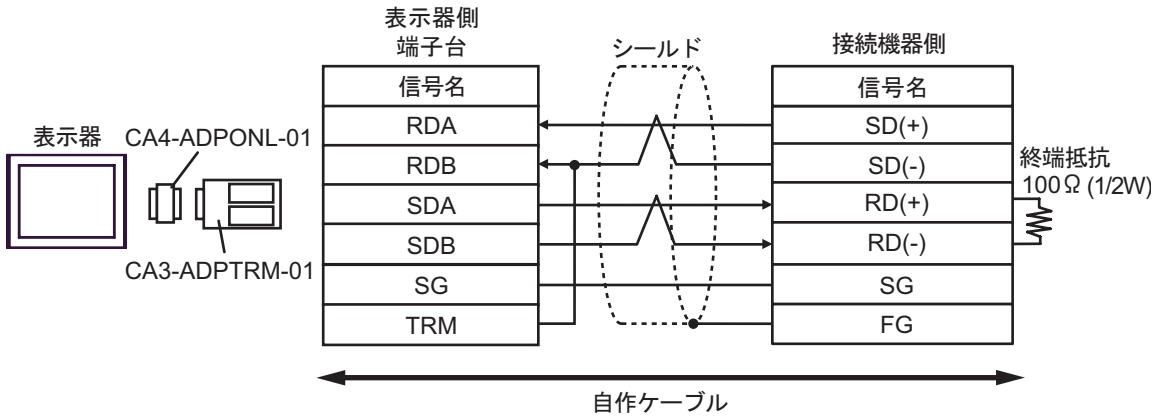 表示器側
端子台
シールド
接続機器側
信号名
信号名
RDA
SD(+)
表示器
CA4-ADPONL-01
RDB
SD(-)
終端抵抗
100Ω (1/2W)
SDA
RD(+)
SDB
RD(-)
CA3-ADPTRM-01
SG
SG
TRM
FG
自作ケーブル